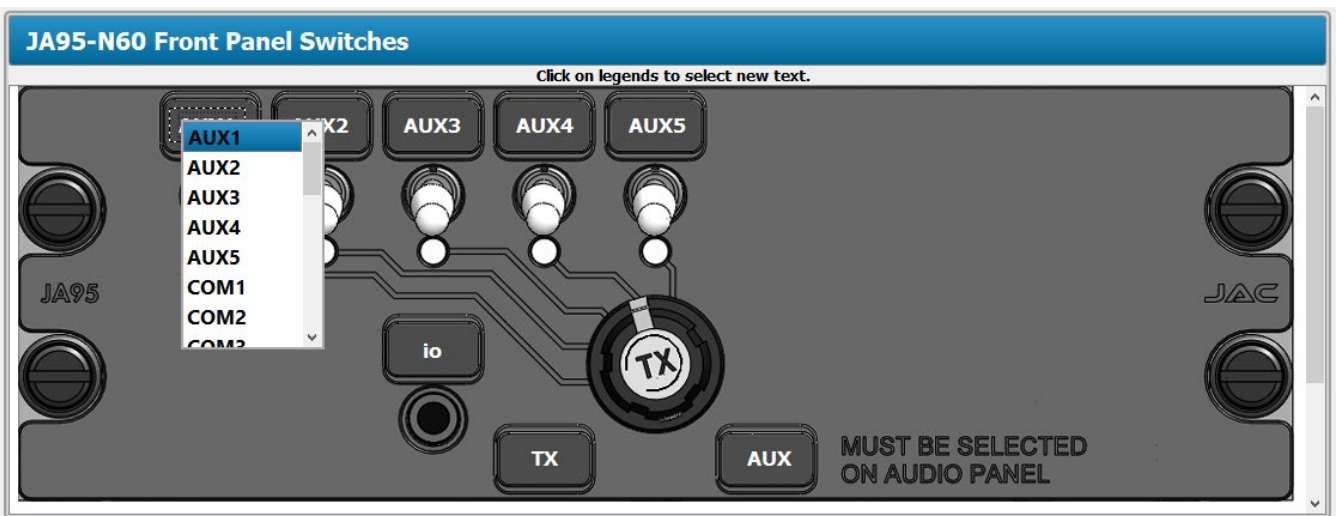 JA95-N60 Front Panel Switches
Click on legends to select new text.
AUX3 AUX4 AUX5
AUX1
AUX2
AUX3
AUX4
AUX5
COM1
COM2
COM3
JA95
JAC
io
TX
TX
AUX
MUST BE SELECTED
ON AUDIO PANEL